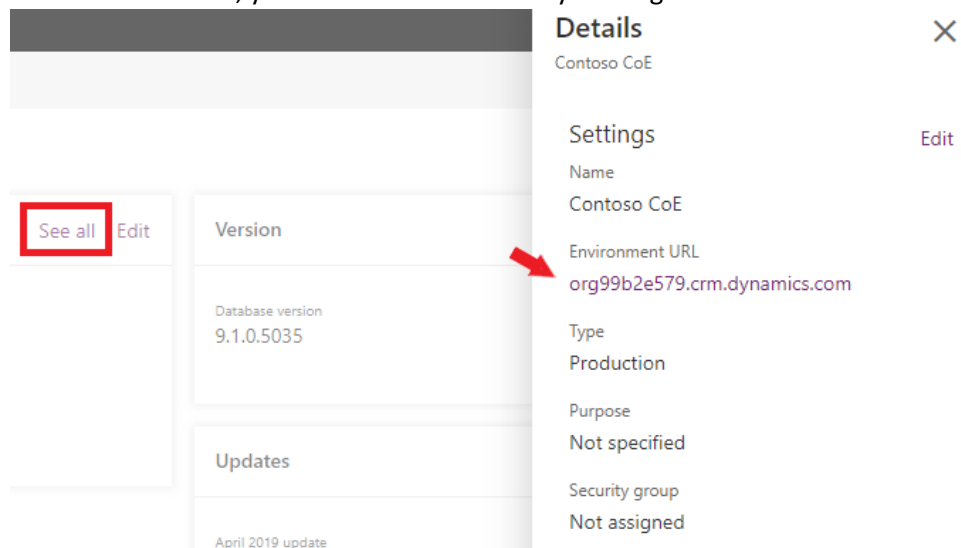 Details
Contoso CoE
Settings Edit
Name
Contoso CoE
Environment URL
org99b2e579.crm.dynamics.com
Type
Production
Purpose
Not specified
Security group
Not assigned
See all Edit
Version
Database version
9.1.0.5035
Updates
April 2019 update